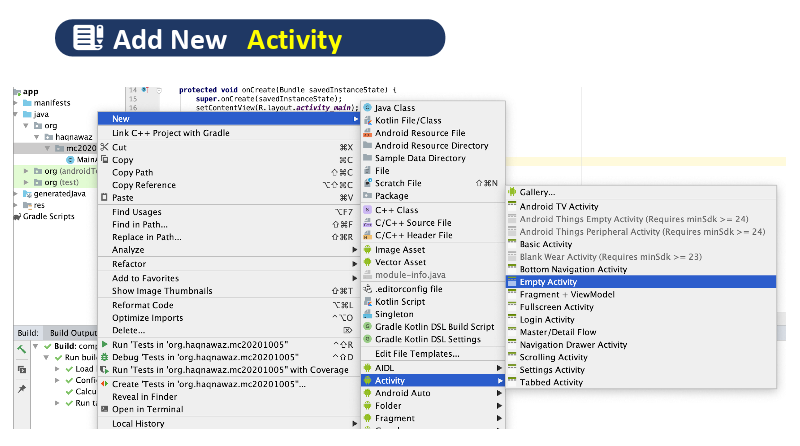 Add New Activity
app
manifests
java
org
haqnawaz
mc20201
MainA
org (androidTe
org (test)
generatedJava
res
Gradle Scripts
14 protected void onCreate(Bundle savedInstanceState) {
15 super.onCreate(savedInstanceState);
16 setContentView(R.layout.activity_main);
New
Link C++ Project with Gradle
Cut ⌘X
Copy ⌘C
Copy Path ⇧⌘C
Copy Reference ⌥⇧⌘C
Paste ⌘V
Find Usages ⌥F7
Find in Path... ⇧⌘F
Replace in Path... ⇧⌘R
Analyze
Refactor
Add to Favorites
Show Image Thumbnails ⇧⌘T
Reformat Code ⌥⌘L
Optimize Imports ⌃⌥O
Delete... ⌦
Run 'Tests in 'org.haqnawaz.mc20201005'' ⌃⇧R
Debug 'Tests in 'org.haqnawaz.mc20201005'' ⌃⇧D
Run 'Tests in 'org.haqnawaz.mc20201005'' with Coverage
Create 'Tests in 'org.haqnawaz.mc20201005''...
Reveal in Finder
Open in Terminal
Local History
Java Class
Kotlin File/Class
Android Resource File
Android Resource Directory
Sample Data Directory
File
Scratch File ⇧⌘N
Package
C++ Class
C/C++ Source File
C/C++ Header File
Image Asset
Vector Asset
module-info.java
.editorconfig file
Kotlin Script
Singleton
Gradle Kotlin DSL Build Script
Gradle Kotlin DSL Settings
Edit File Templates...
AIDL
Activity
Android Auto
Folder
Fragment
Gallery...
Android TV Activity
Android Things Empty Activity (Requires minSdk >= 24)
Android Things Peripheral Activity (Requires minSdk >= 24)
Basic Activity
Blank Wear Activity (Requires minSdk >= 23)
Bottom Navigation Activity
Empty Activity
Fragment + ViewModel
Fullscreen Activity
Login Activity
Master/Detail Flow
Navigation Drawer Activity
Scrolling Activity
Settings Activity
Tabbed Activity
Build: Build Output
Build: comp
Run build
Load
Config
Calcu
Run ta